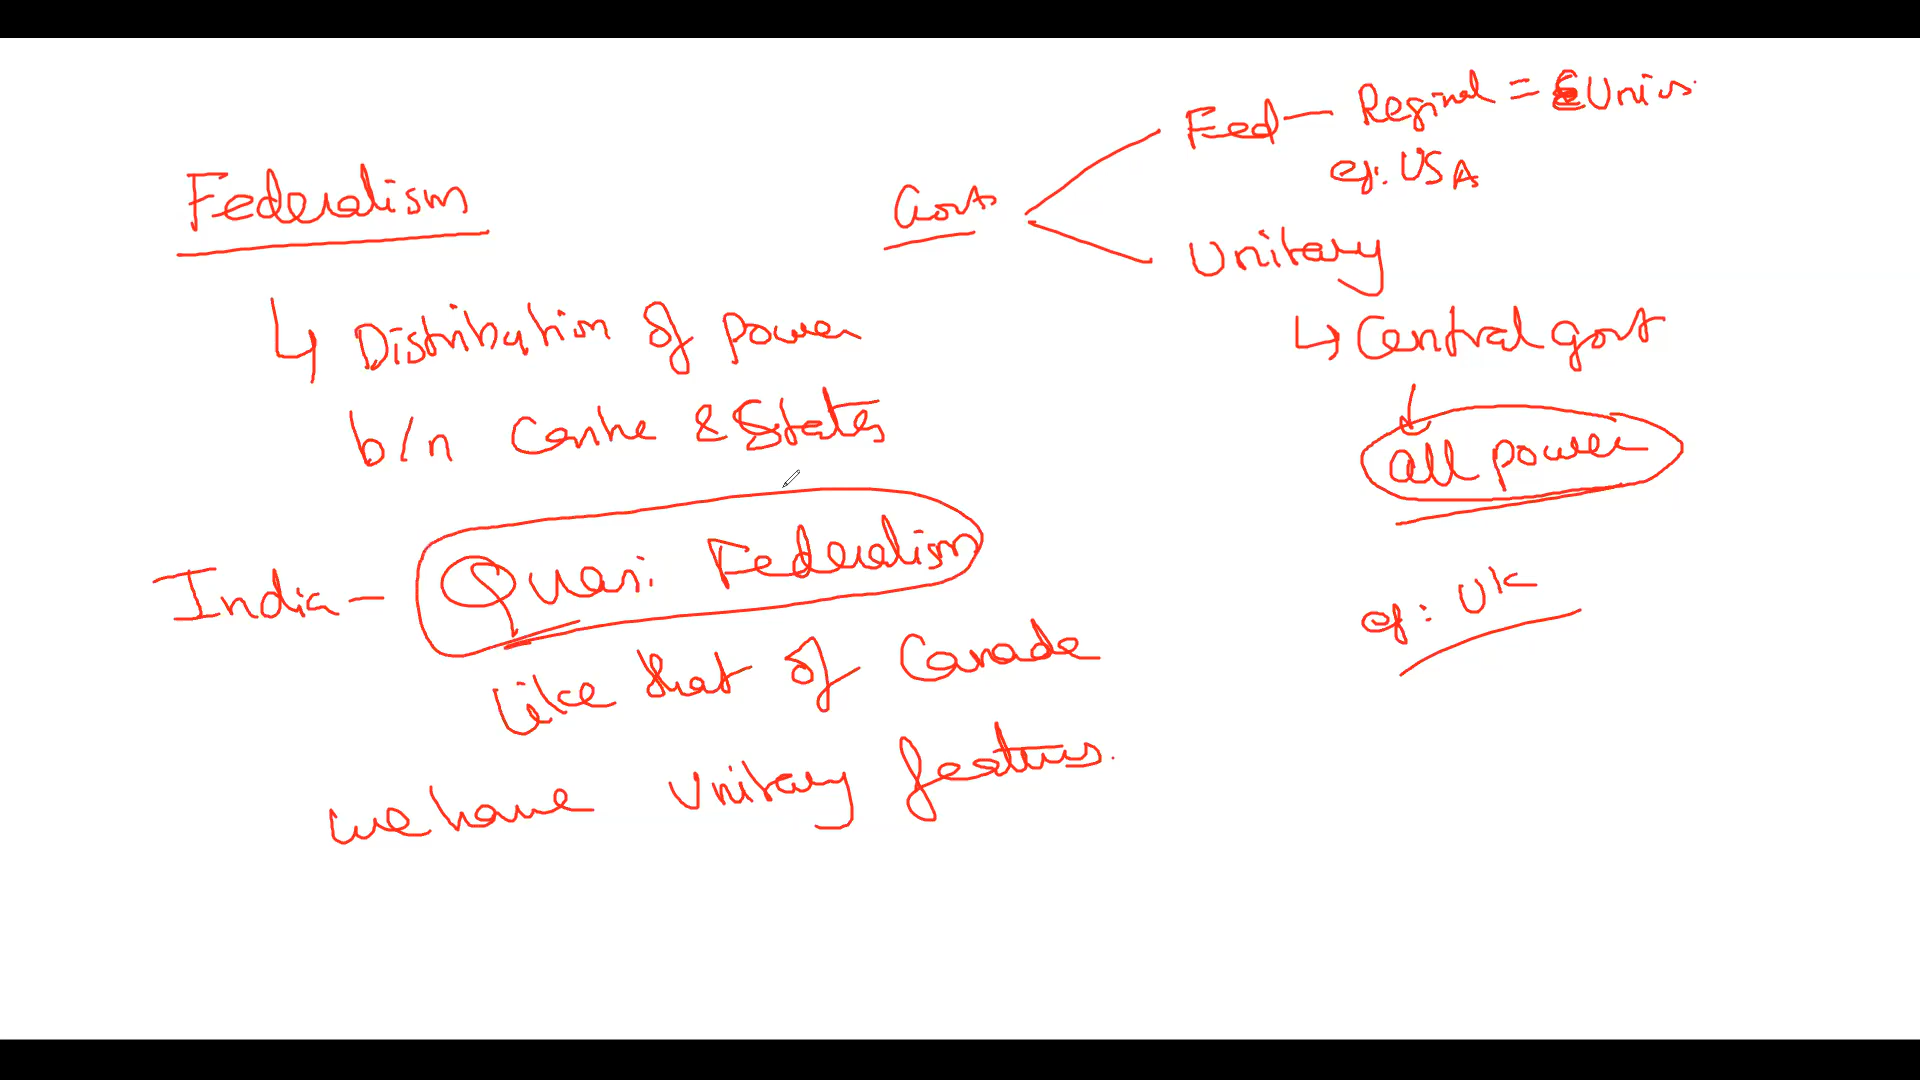 Federalism
↳ Distribution of power
b/n Centre & States
India - Quasi Federalism
like that of Canada
we have Unitary features.
Govt
Fed - Regional = Union
eg: USA
Unitary
↳ Central govt
all power
eg: UK